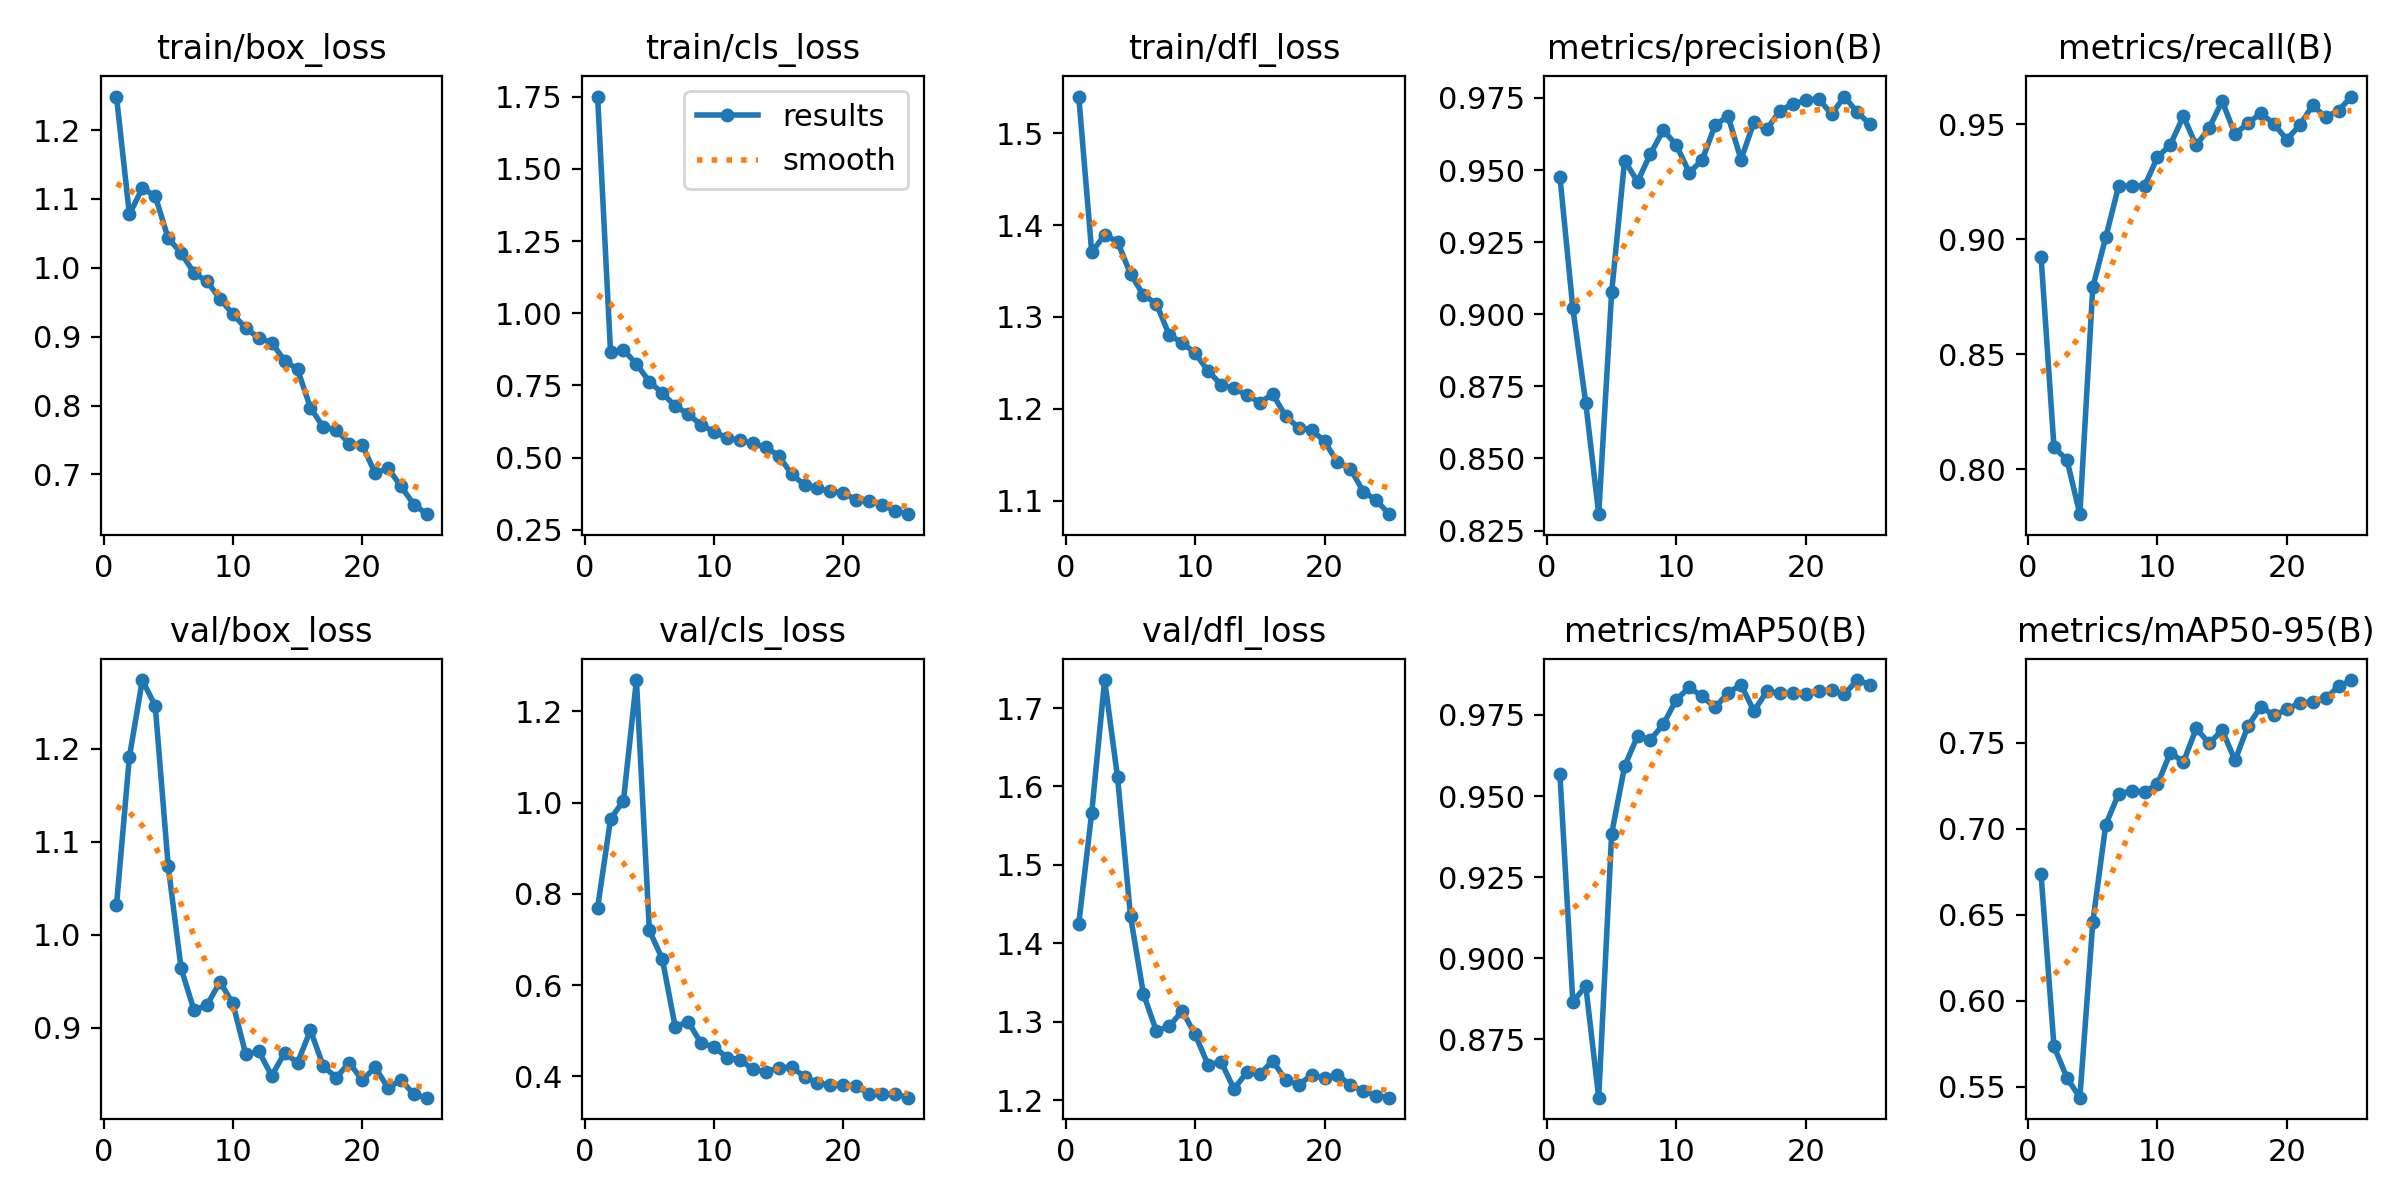 train/box_loss
1.2
1.1
1.0
0.9
0.8
0.7
0 10 20
train/cls_loss
results
smooth
1.75
1.50
1.25
1.00
0.75
0.50
0.25
0 10 20
train/dfl_loss
1.5
1.4
1.3
1.2
1.1
0 10 20
metrics/precision(B)
0.975
0.950
0.925
0.900
0.875
0.850
0.825
0 10 20
metrics/recall(B)
0.95
0.90
0.85
0.80
0 10 20
val/box_loss
1.2
1.1
1.0
0.9
0 10 20
val/cls_loss
1.2
1.0
0.8
0.6
0.4
0 10 20
val/dfl_loss
1.7
1.6
1.5
1.4
1.3
1.2
0 10 20
metrics/mAP50(B)
0.975
0.950
0.925
0.900
0.875
0 10 20
metrics/mAP50-95(B)
0.75
0.70
0.65
0.60
0.55
0 10 20